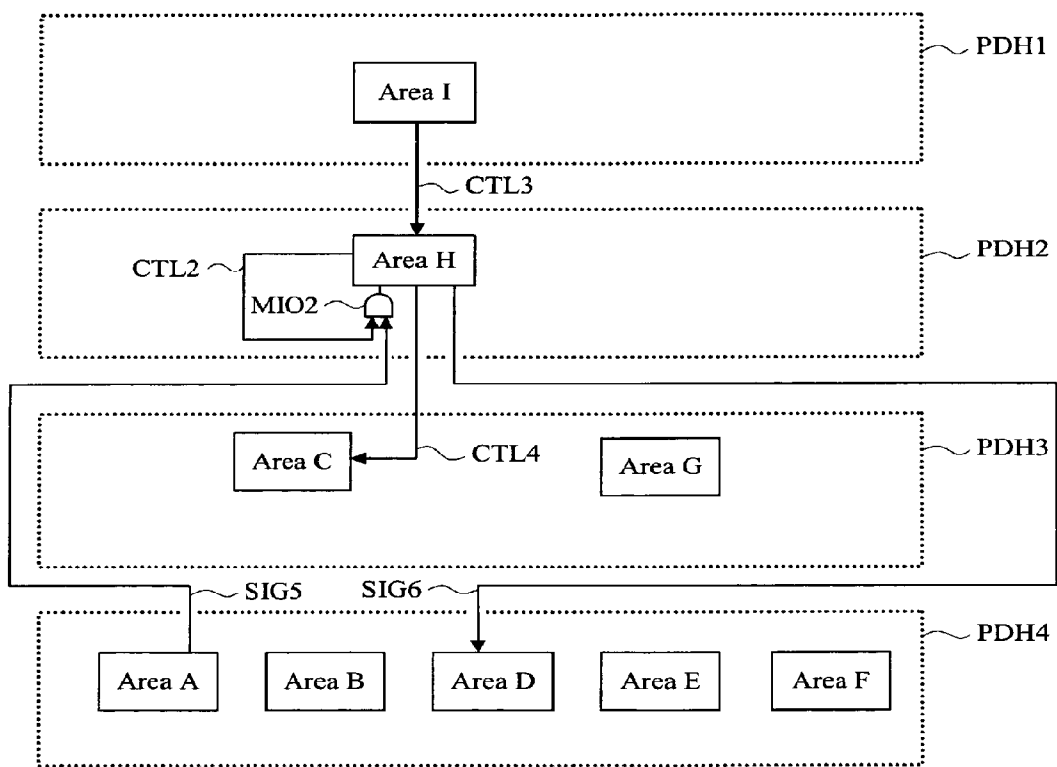 PDH1
Area I
CTL3
PDH2
Area H
CTL2
MIO2
PDH3
Area C
CTL4
Area G
SIG5
SIG6
PDH4
Area A
Area B
Area D
Area E
Area F